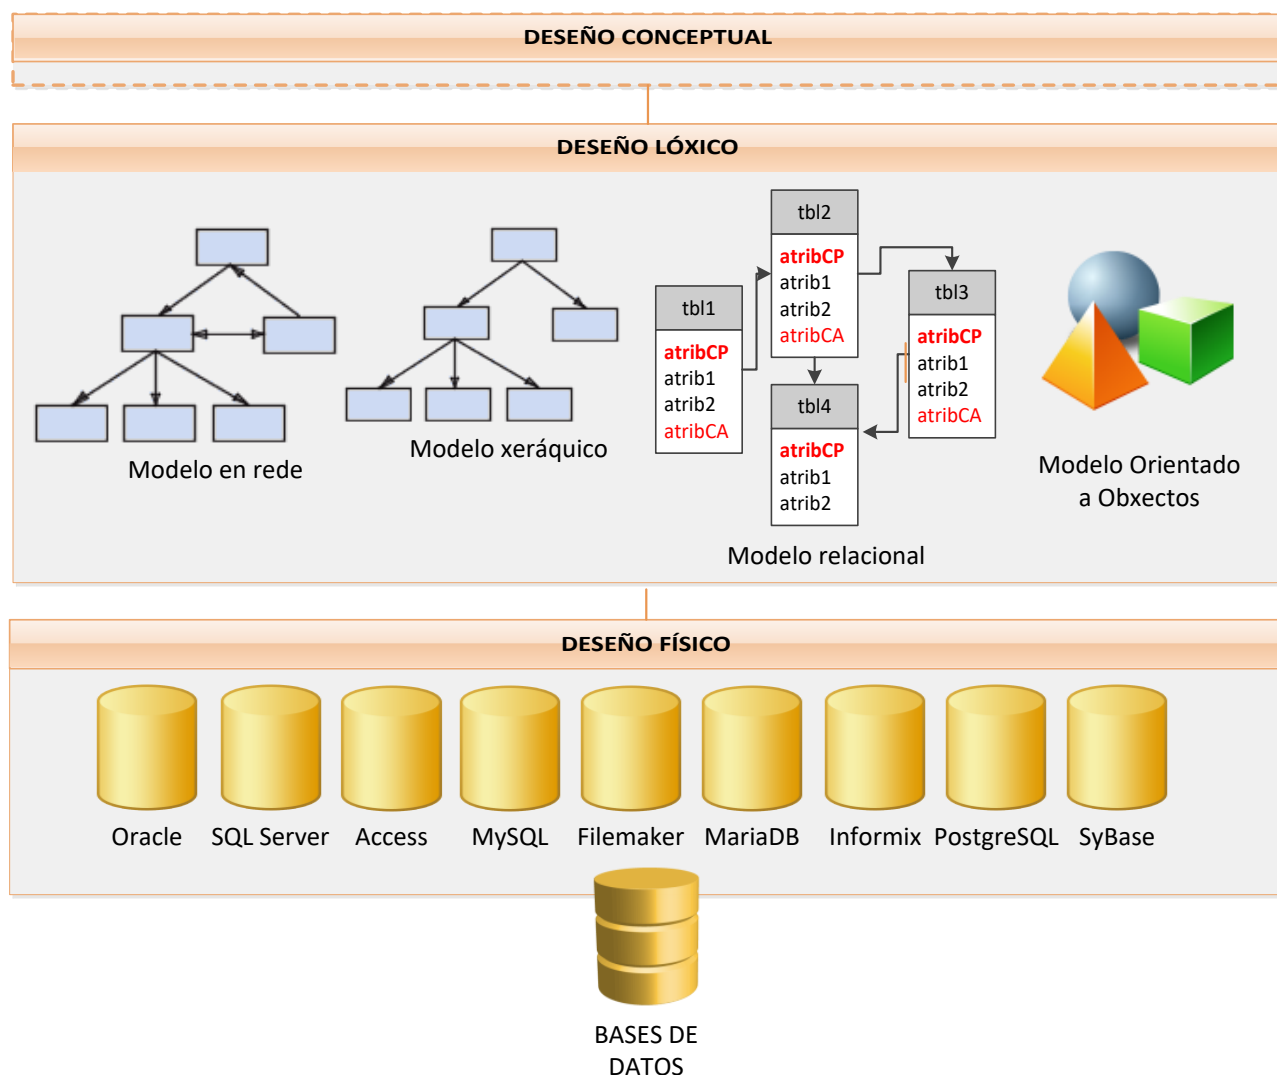 DESEÑO CONCEPTUAL
DESEÑO LÓXICO
Modelo en rede
Modelo xeráquico
tbl1
atribCP
atrib1
atrib2
atribCA
tbl2
atribCP
atrib1
atrib2
atribCA
tbl3
atribCP
atrib1
atrib2
atribCA
tbl4
atribCP
atrib1
atrib2
Modelo relacional
Modelo Orientado
a Obxectos
DESEÑO FÍSICO
Oracle
SQL Server
Access
MySQL
Filemaker
MariaDB
Informix
PostgreSQL
SyBase
BASES DE
DATOS